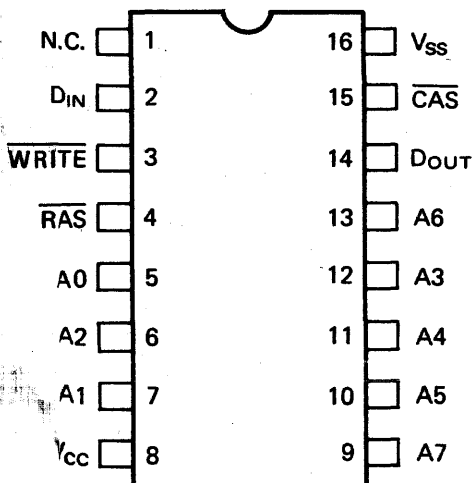 N.C. 1 16 VSS
DIN 2 15 CAS
WRITE 3 14 DOUT
RAS 4 13 A6
A0 5 12 A3
A2 6 11 A4
A1 7 10 A5
VCC 8 9 A7